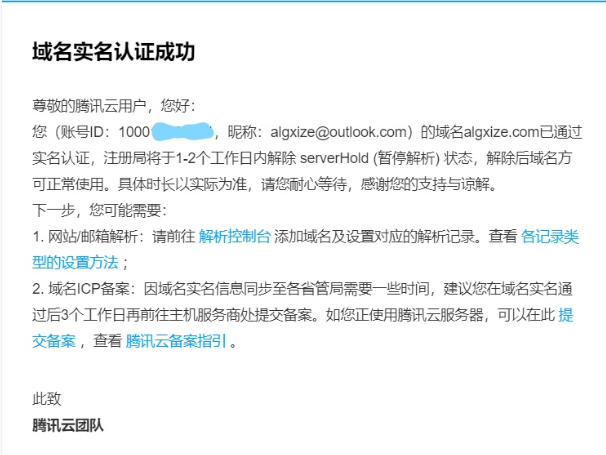 域名实名认证成功
尊敬的腾讯云用户，您好：
您（账号ID：1000 ，昵称：algxize@outlook.com）的域名algxize.com已通过
实名认证，注册局将于1-2个工作日内解除 serverHold (暂停解析) 状态，解除后域名方
可正常使用。具体时长以实际为准，请您耐心等待，感谢您的支持与谅解。
下一步，您可能需要：
1. 网站/邮箱解析：请前往 解析控制台 添加域名及设置对应的解析记录。查看 各记录类
型的设置方法 ；
2. 域名ICP备案：因域名实名信息同步至各省管局需要一些时间，建议您在域名实名通
过后3个工作日再前往主机服务商处提交备案。如您正使用腾讯云服务器，可以在此 提
交备案 ，查看 腾讯云备案指引 。
此致
腾讯云团队